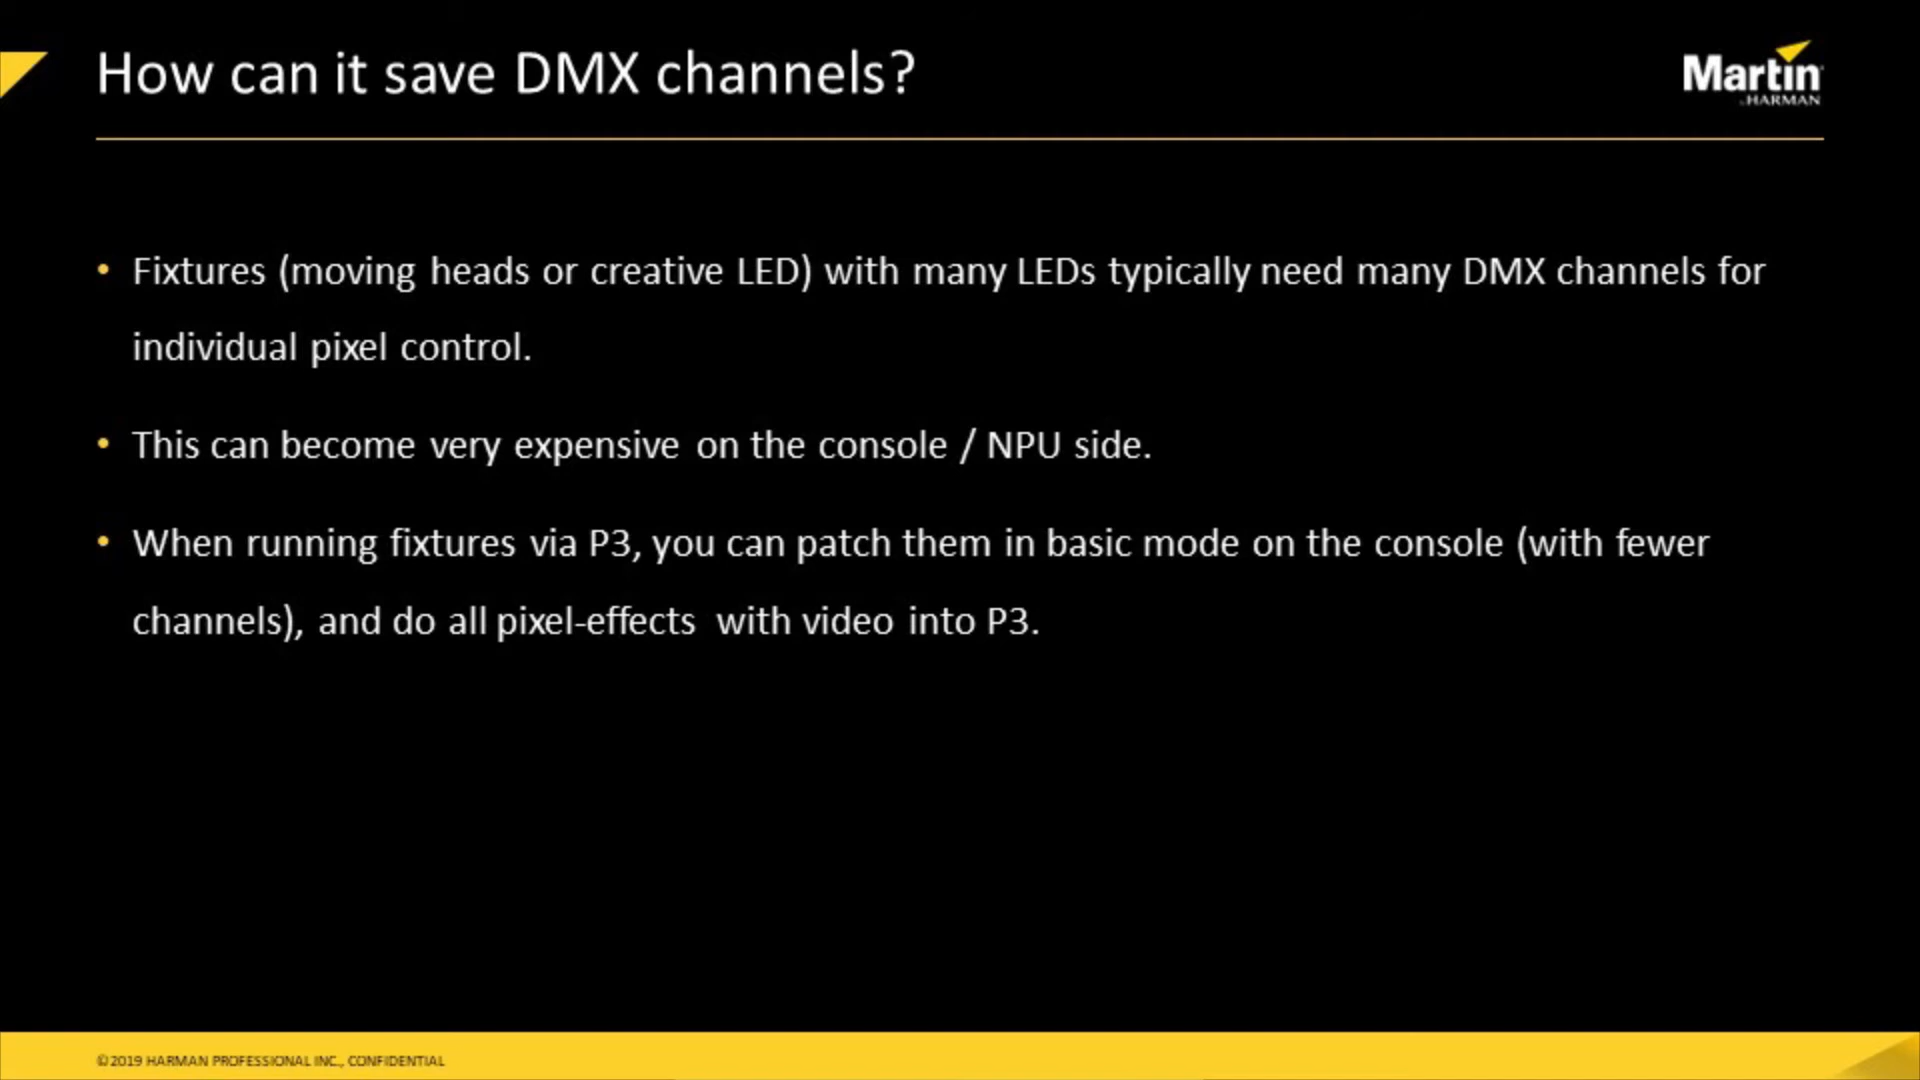 How can it save DMX channels?
Martin
by HARMAN
• Fixtures (moving heads or creative LED) with many LEDs typically need many DMX channels for
individual pixel control.
• This can become very expensive on the console / NPU side.
• When running fixtures via P3, you can patch them in basic mode on the console (with fewer
channels), and do all pixel-effects with video into P3.
©2019 HARMAN PROFESSIONAL INC., CONFIDENTIAL